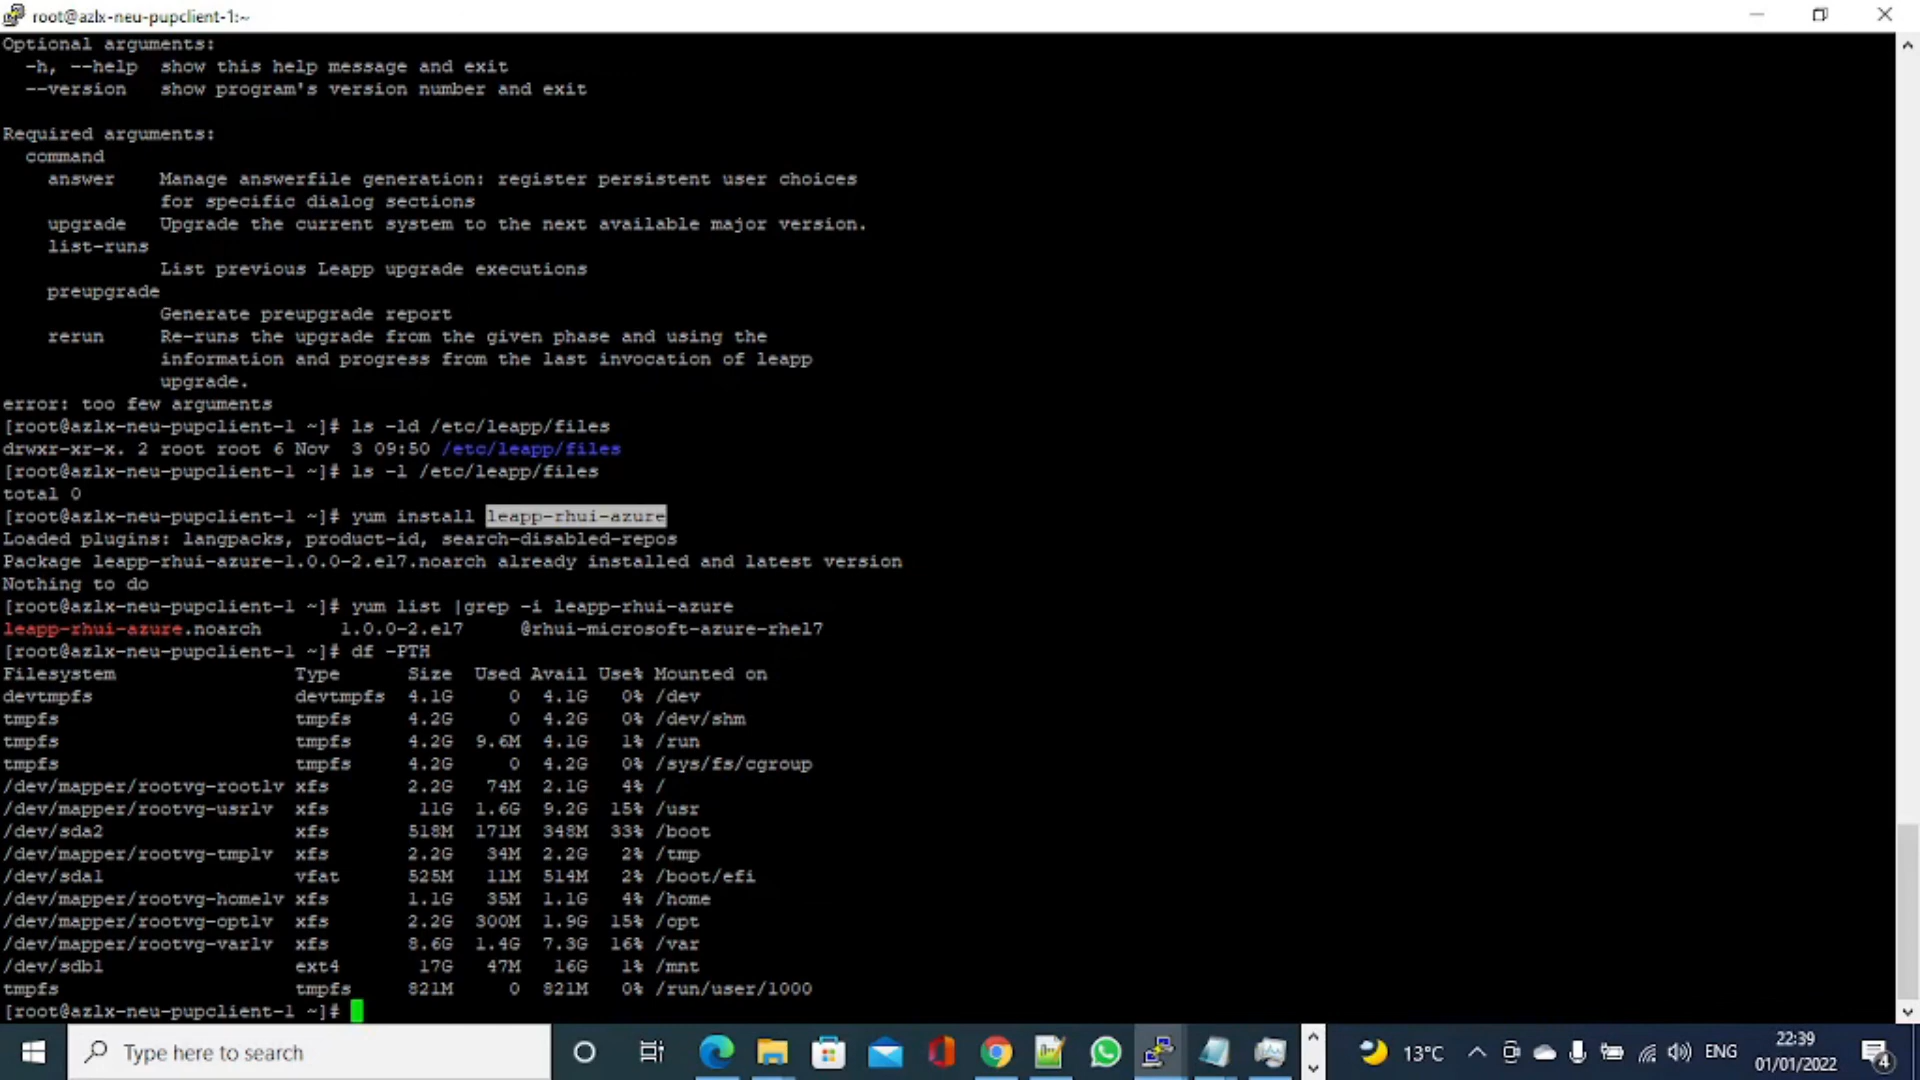 root@azlx-neu-pupclient-1:~
Optional arguments:
  -h, --help  show this help message and exit
  --version   show program's version number and exit
Required arguments:
  command
    answer    Manage answerfile generation: register persistent user choices
              for specific dialog sections
    upgrade   Upgrade the current system to the next available major version.
    list-runs
              List previous Leapp upgrade executions
    preupgrade
              Generate preupgrade report
    rerun     Re-runs the upgrade from the given phase and using the
              information and progress from the last invocation of leapp
              upgrade.
error: too few arguments
[root@azlx-neu-pupclient-1 ~]# ls -ld /etc/leapp/files
drwxr-xr-x. 2 root root 6 Nov  3 09:50 /etc/leapp/files
[root@azlx-neu-pupclient-1 ~]# ls -l /etc/leapp/files
total 0
[root@azlx-neu-pupclient-1 ~]# yum install leapp-rhui-azure
Loaded plugins: langpacks, product-id, search-disabled-repos
Package leapp-rhui-azure-1.0.0-2.el7.noarch already installed and latest version
Nothing to do
[root@azlx-neu-pupclient-1 ~]# yum list |grep -i leapp-rhui-azure
leapp-rhui-azure.noarch       1.0.0-2.el7     @rhui-microsoft-azure-rhel7
[root@azlx-neu-pupclient-1 ~]# df -PTH
Filesystem                Type      Size  Used Avail Use% Mounted on
devtmpfs                  devtmpfs  4.1G     0  4.1G   0% /dev
tmpfs                     tmpfs     4.2G     0  4.2G   0% /dev/shm
tmpfs                     tmpfs     4.2G  9.6M  4.1G   1% /run
tmpfs                     tmpfs     4.2G     0  4.2G   0% /sys/fs/cgroup
/dev/mapper/rootvg-rootlv xfs       2.2G   74M  2.1G   4% /
/dev/mapper/rootvg-usrlv  xfs        11G  1.6G  9.2G  15% /usr
/dev/sda2                 xfs       518M  171M  348M  33% /boot
/dev/mapper/rootvg-tmplv  xfs       2.2G   34M  2.2G   2% /tmp
/dev/sda1                 vfat      525M   11M  514M   2% /boot/efi
/dev/mapper/rootvg-homelv xfs       1.1G   35M  1.1G   4% /home
/dev/mapper/rootvg-optlv  xfs       2.2G  300M  1.9G  15% /opt
/dev/mapper/rootvg-varlv  xfs       8.6G  1.4G  7.3G  16% /var
/dev/sdb1                 ext4       17G   47M   16G   1% /mnt
tmpfs                     tmpfs     821M     0  821M   0% /run/user/1000
[root@azlx-neu-pupclient-1 ~]#
Type here to search
13°C
ENG
22:39
01/01/2022
4